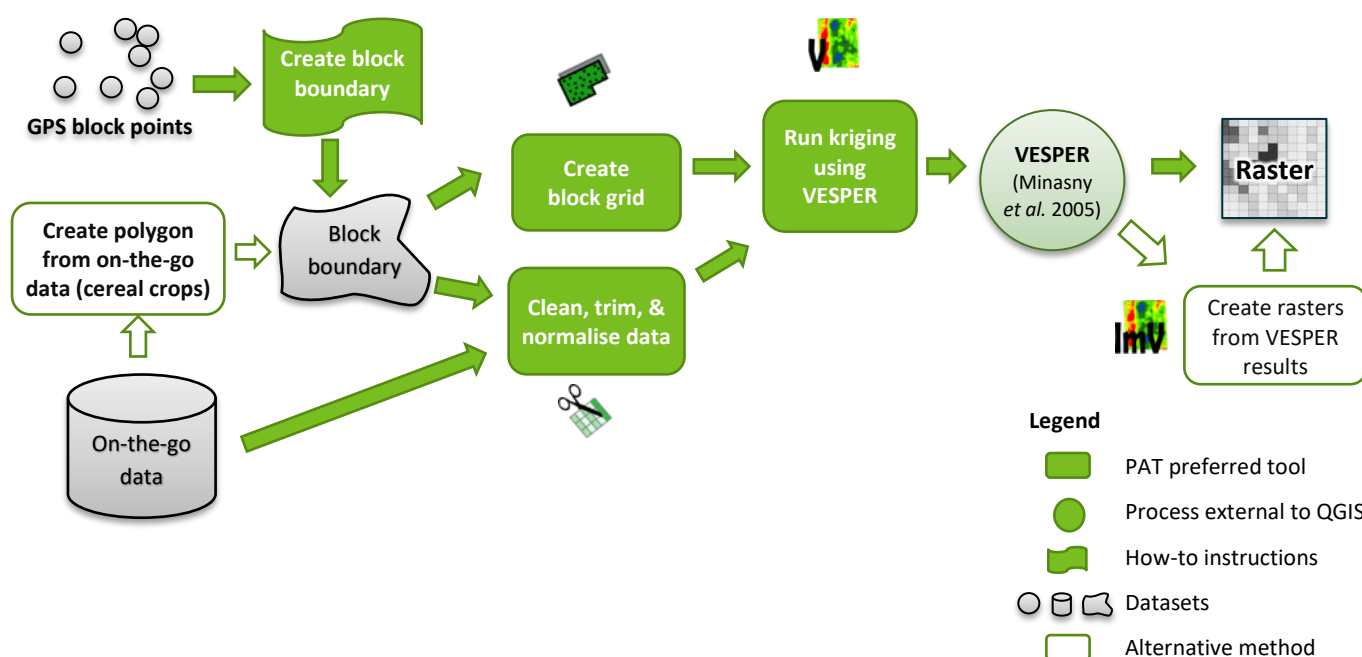 GPS block points
Create block
boundary
Create polygon
from on-the-go
data (cereal crops)
Block
boundary
On-the-go
data
Create
block grid
Clean, trim, &
normalise data
V
Run kriging
using
VESPER
VESPER
(Minasny
et al. 2005)
Raster
ImV
Create rasters
from VESPER
results
Legend
PAT preferred tool
Process external to QGIS
How-to instructions
Datasets
Alternative method